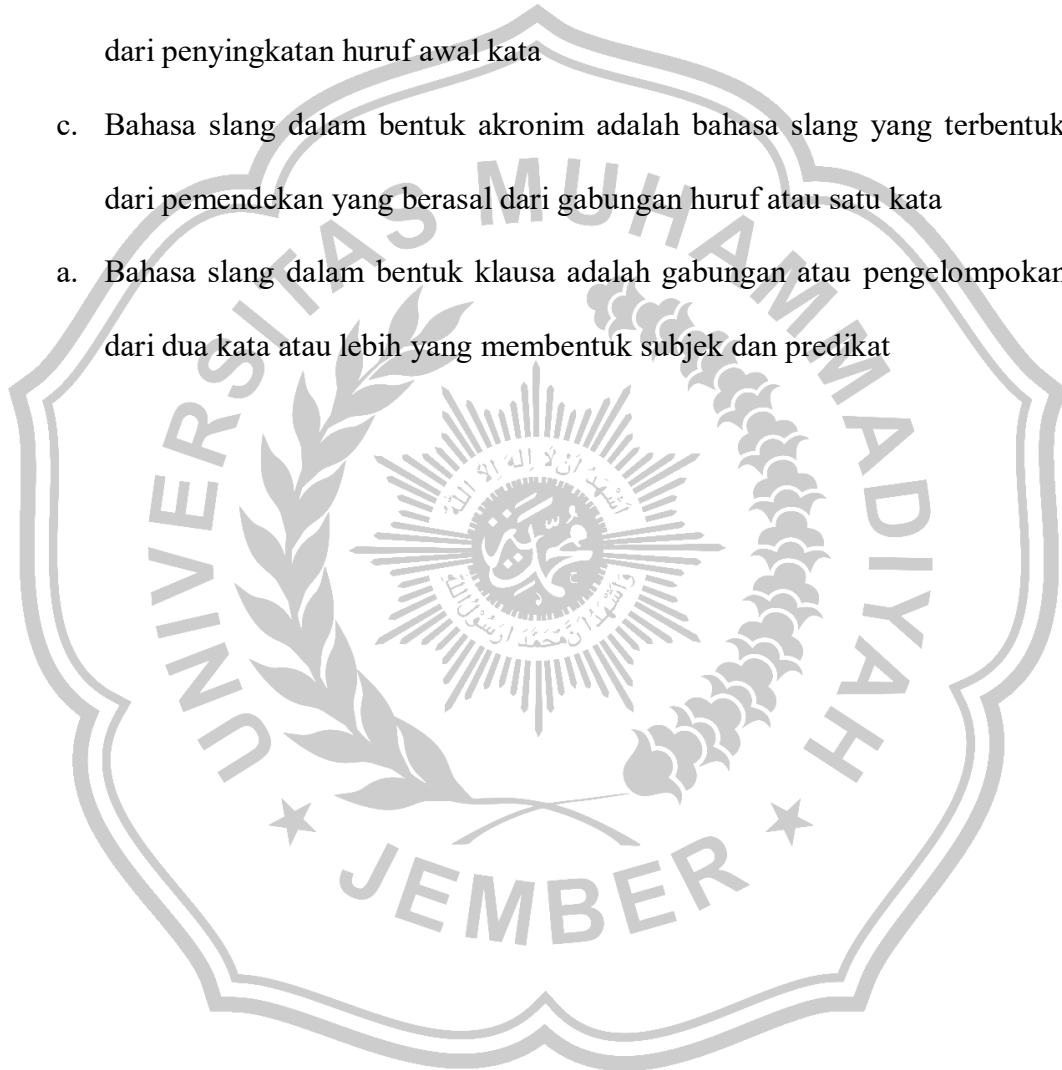 dari penyingkatan huruf awal kata
c. Bahasa slang dalam bentuk akronim adalah bahasa slang yang terbentuk
dari pemendekan yang berasal dari gabungan huruf atau satu kata
a. Bahasa slang dalam bentuk klausa adalah gabungan atau pengelompokan
dari dua kata atau lebih yang membentuk subjek dan predikat
UNIVERSITAS MUHAMMADIYAH
JEMBER